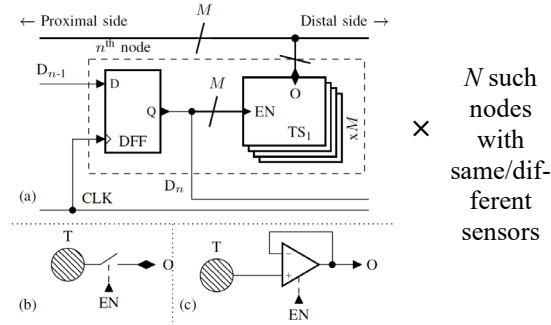 ← Proximal side
M
Distal side →
nth node
Dn-1
D
Q
DFF
M
O
EN
TS1
xM
Dn
(a)
CLK
×
N such
nodes
with
same/dif-
ferent
sensors
T
O
EN
(b)
T
−
+
O
EN
(c)